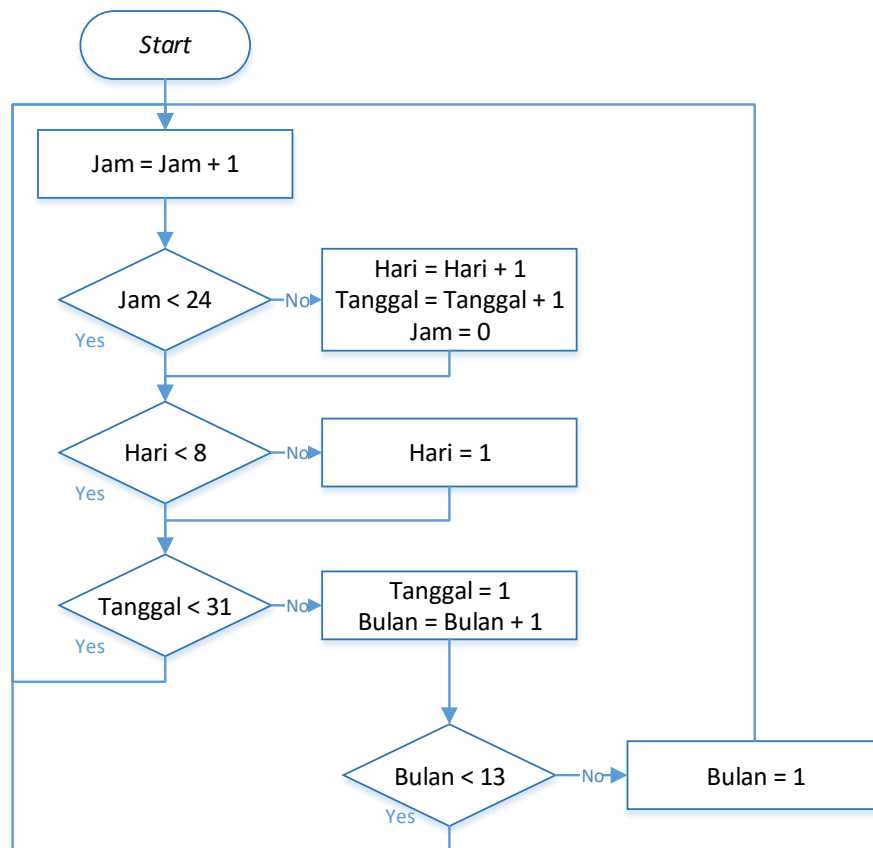 Start
Jam = Jam + 1
Jam < 24
No
Hari = Hari + 1
Tanggal = Tanggal + 1
Jam = 0
Yes
Hari < 8
No
Hari = 1
Yes
Tanggal < 31
No
Tanggal = 1
Bulan = Bulan + 1
Yes
Bulan < 13
No
Bulan = 1
Yes